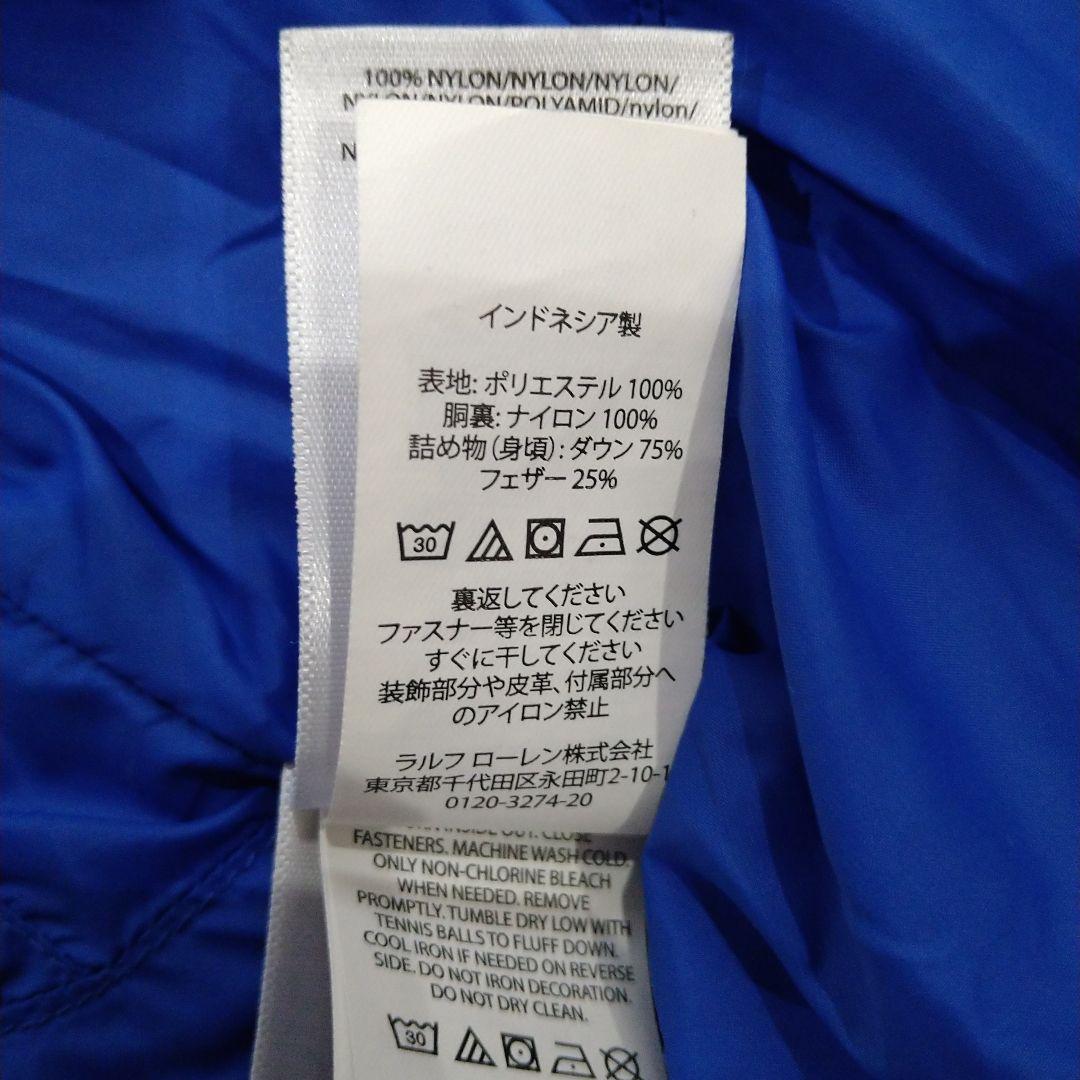 100% NYLON/NYLON/NYLON/
NYLON/NYLON/POLYAMID/nylon/
インドネシア製
表地: ポリエステル 100%
胴裏: ナイロン 100%
詰め物 (身頃) : ダウン 75%
フェザー 25%
30
裏返してください
ファスナー等を閉じてください
すぐに干してください
装飾部分や皮革、付属部分へ
のアイロン禁止
ラルフ ローレン株式会社
東京都千代田区永田町2-10-1
0120-3274-20
INSIDE OUT. CLOSE
FASTENERS. MACHINE WASH COLD.
ONLY NON-CHLORINE BLEACH
WHEN NEEDED. REMOVE
PROMPTLY. TUMBLE DRY LOW WITH
TENNIS BALLS TO FLUFF DOWN.
COOL IRON IF NEEDED ON REVERSE
SIDE. DO NOT IRON DECORATION.
DO NOT DRY CLEAN.
30